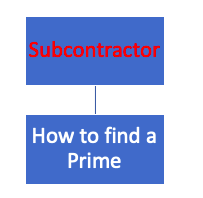 Subcontractor
How to find a
Prime